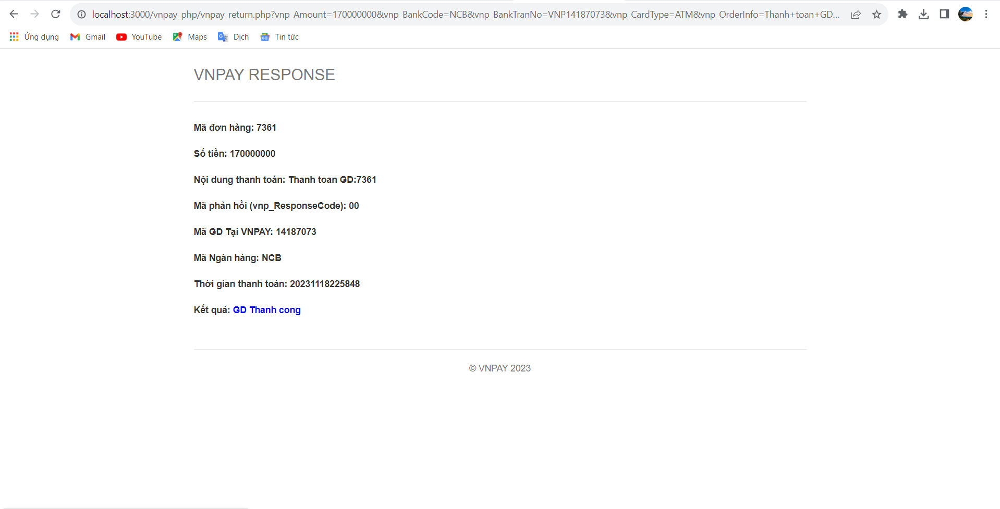 localhost:3000/vnpay_php/vnpay_return.php?vnp_Amount=170000000&vnp_BankCode=NCB&vnp_BankTranNo=VNP14187073&vnp_CardType=ATM&vnp_OrderInfo=Thanh+toan+GD...
Ứng dụng Gmail YouTube Maps Dịch Tin tức
VNPAY RESPONSE
Mã đơn hàng: 7361
Số tiền: 170000000
Nội dung thanh toán: Thanh toan GD:7361
Mã phản hồi (vnp_ResponseCode): 00
Mã GD Tại VNPAY: 14187073
Mã Ngân hàng: NCB
Thời gian thanh toán: 20231118225848
Kết quả: GD Thanh cong
© VNPAY 2023